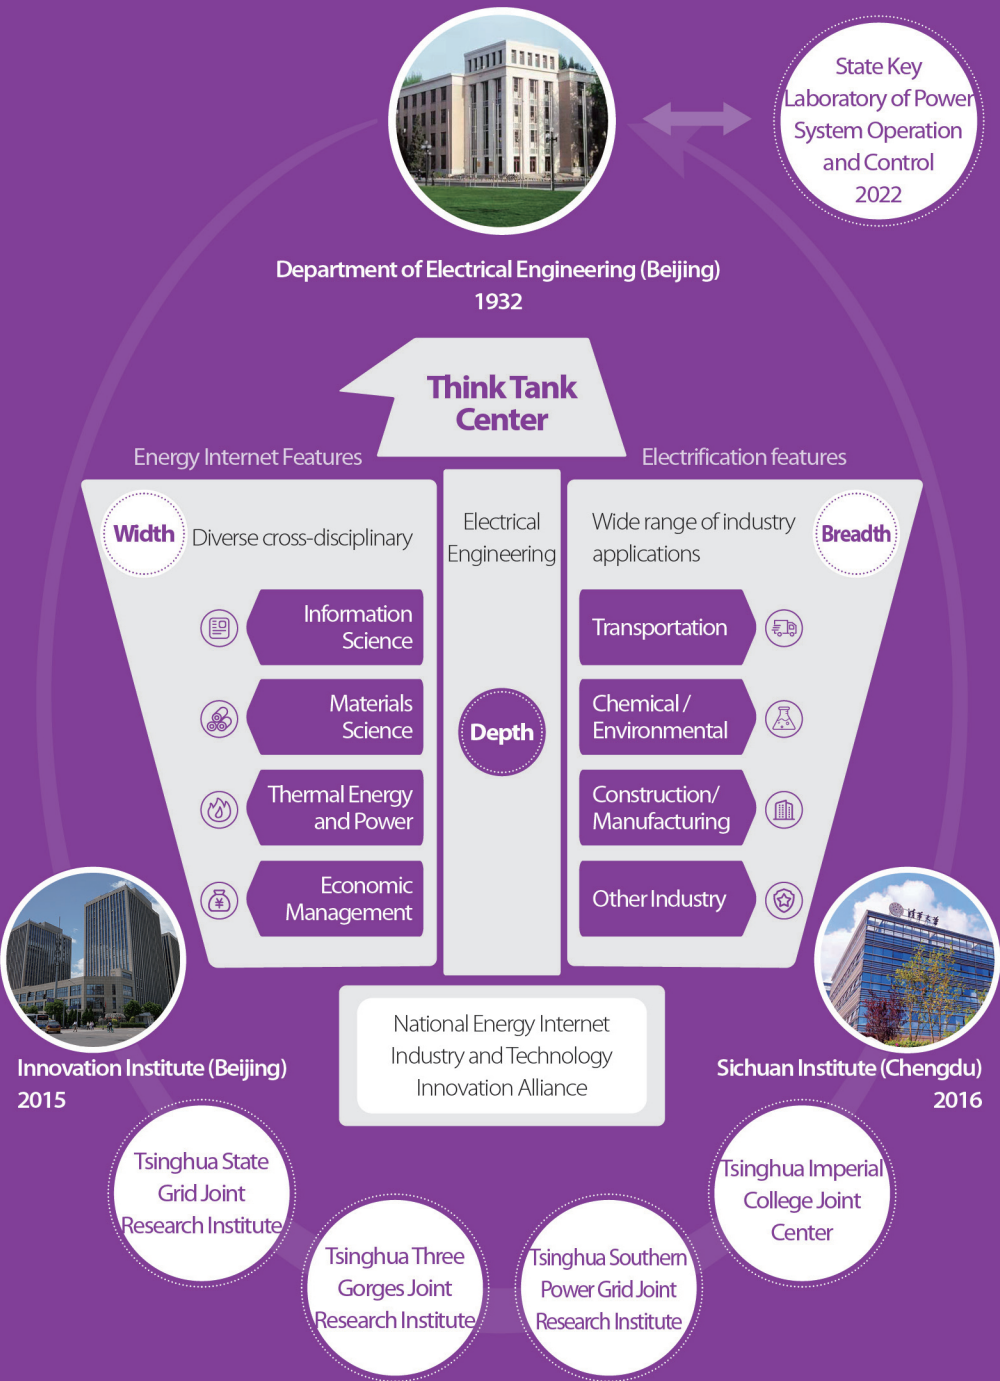 State Key
Laboratory of Power
System Operation
and Control
2022
Department of Electrical Engineering (Beijing)
1932
Think Tank
Center
Energy Internet Features
Electrification features
Width
Diverse cross-disciplinary
Electrical
Engineering
Wide range of industry
applications
Breadth
Information
Science
Materials
Science
Thermal Energy
and Power
Economic
Management
Depth
Transportation
Chemical /
Environmental
Construction/
Manufacturing
Other Industry
清华大学
Innovation Institute (Beijing)
2015
National Energy Internet
Industry and Technology
Innovation Alliance
Sichuan Institute (Chengdu)
2016
Tsinghua State
Grid Joint
Research Institute
Tsinghua Three
Gorges Joint
Research Institute
Tsinghua Southern
Power Grid Joint
Research Institute
Tsinghua Imperial
College Joint
Center